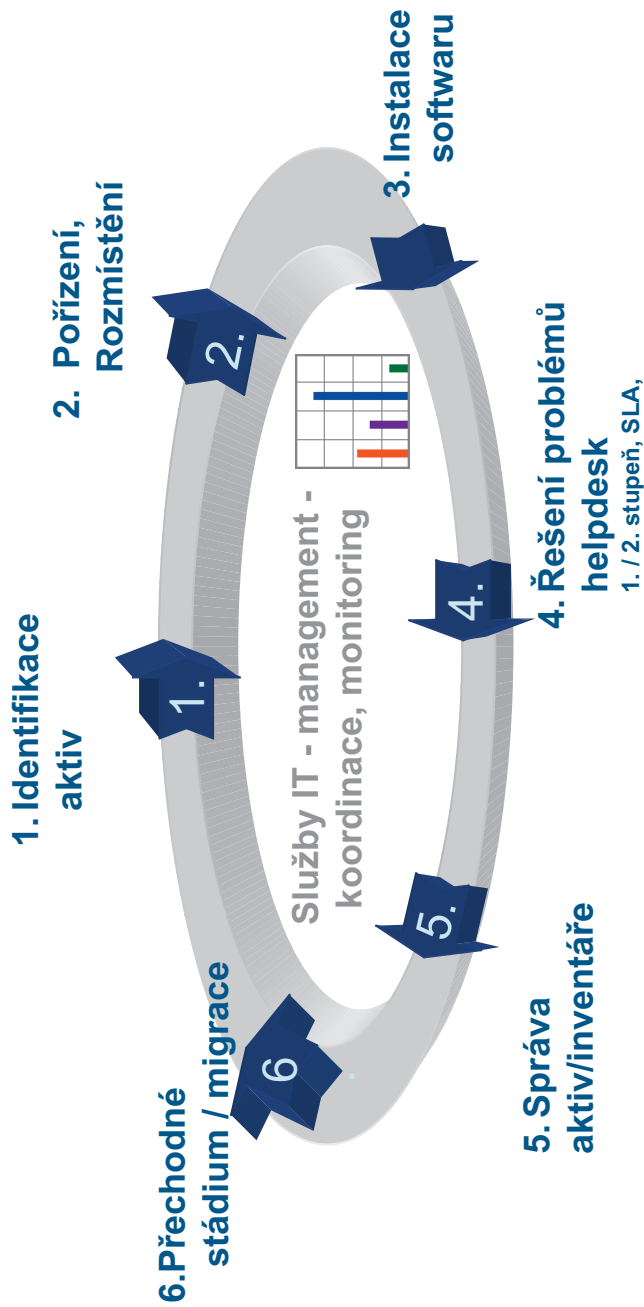 1. Identifikace
aktiv
2. Pořízení,
Rozmístění
3. Instalace
softwaru
4. Řešení problémů
helpdesk
1. / 2. stupeň, SLA,
5. Správa
aktiv/inventáře
6.Přechodné
stádium / migrace
Služby IT - management -
koordinace, monitoring
1.
2.
4.
5.
6